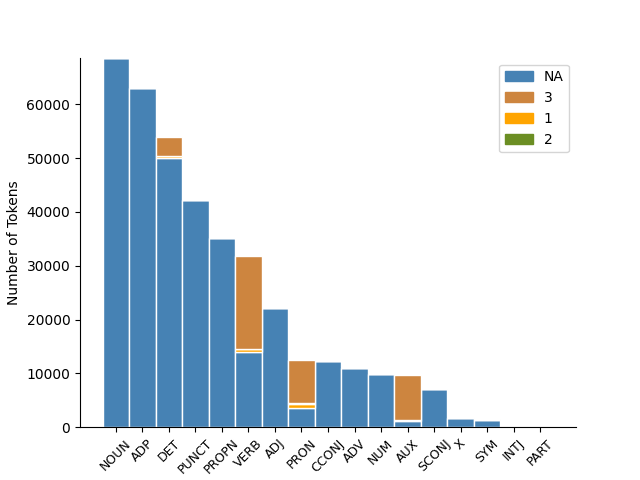 NA
3
1
2
Number of Tokens
60000
50000
40000
30000
20000
10000
0
NOUN
ADP
DET
PUNCT
PROPN
VERB
ADJ
PRON
CCONJ
ADV
NUM
AUX
SCONJ
X
SYM
INTJ
PART